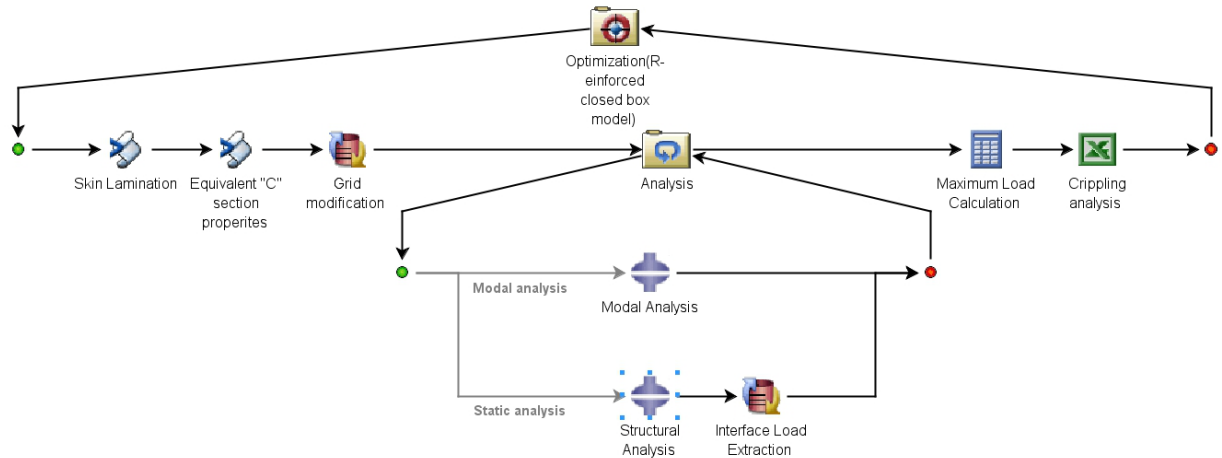 Optimization(R-
einforced
closed box
model)
Skin Lamination
Equivalent "C"
section
properites
Grid
modification
Analysis
Maximum Load
Calculation
Crippling
analysis
Modal analysis
Modal Analysis
Static analysis
Structural
Analysis
Interface Load
Extraction